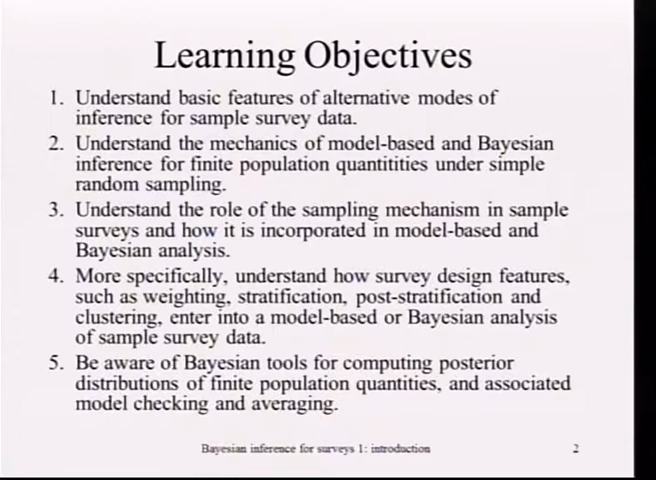 Learning Objectives
1. Understand basic features of alternative modes of
inference for sample survey data.
2. Understand the mechanics of model-based and Bayesian
inference for finite population quantitities under simple
random sampling.
3. Understand the role of the sampling mechanism in sample
surveys and how it is incorporated in model-based and
Bayesian analysis.
4. More specifically, understand how survey design features,
such as weighting, stratification, post-stratification and
clustering, enter into a model-based or Bayesian analysis
of sample survey data.
5. Be aware of Bayesian tools for computing posterior
distributions of finite population quantities, and associated
model checking and averaging.
Bayesian inference for surveys 1: introduction 2